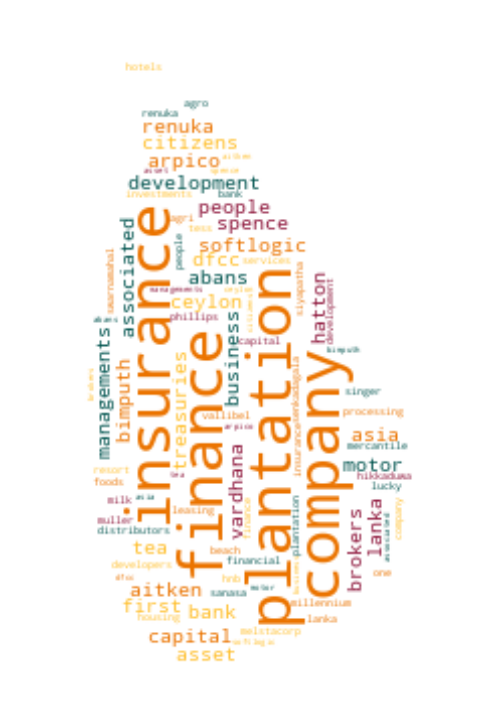 hotels
agro
renuka
renuka
citizens
arpico
aitken
asset
spence
development
investments
bank
people
agri
spence
tess
associated
people
softlogic
swarnamahal
dfcc
services
abans
siyapatha
insurance
managements
ceylon
hatton
development
abans
phillips
managements
business
capital
plantation
finance
company
bimputh
bimputh
treasuries
singer
brokers
vallibel
processing
arpico
insurance
senkadagala
asia
mercantile
vardhana
motor
resort
tea
hikkaduwa
foods
lucky
milk
asia
leasing
finance
plantation
lanka
company
muller
distributors
brokers
associated
tea
beach
financial
developers
dfcc
hnb
one
aitken
sanasa
motor
first
bank
millennium
housing
lanka
capital
melstacorp
softlogic
asset